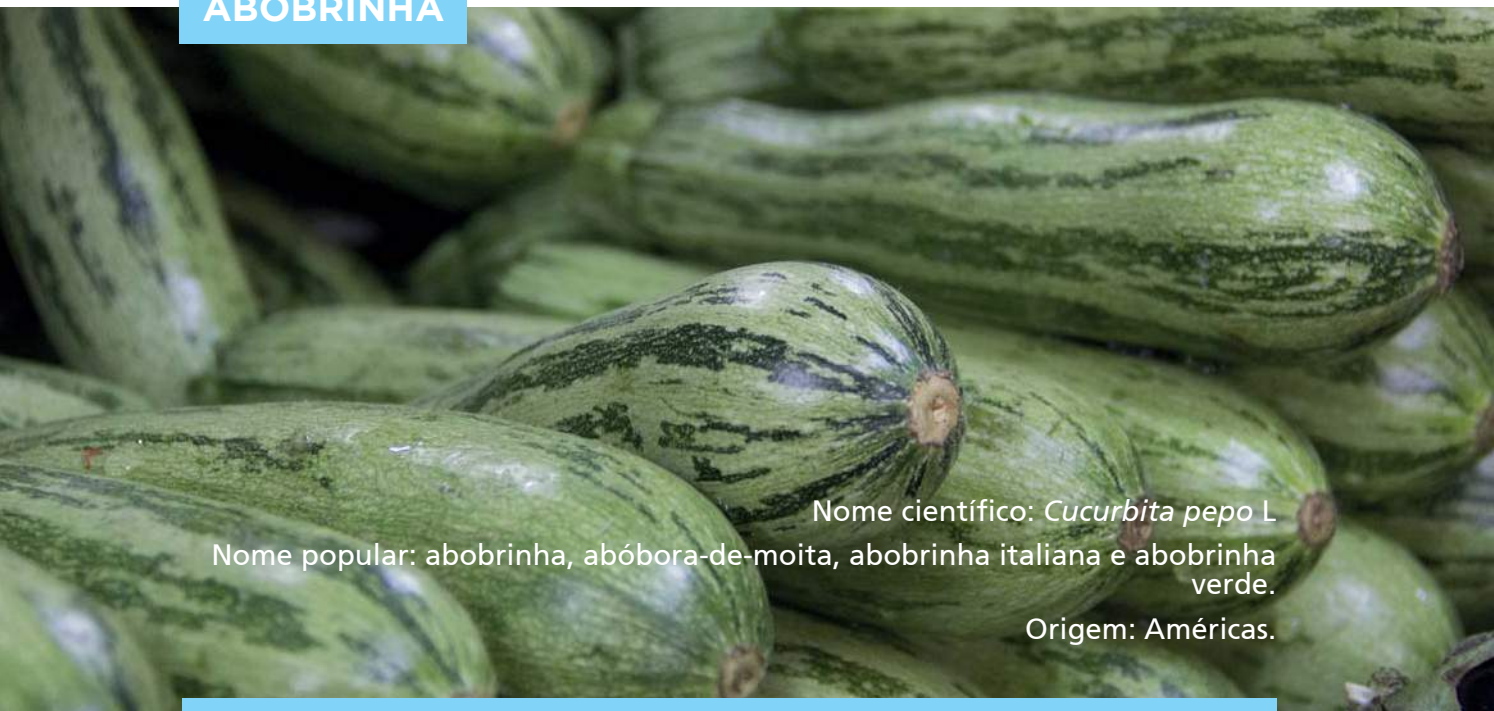 ABOBRINHA
Nome científico: Cucurbita pepo L
Nome popular: abobrinha, abóbora-de-moita, abobrinha italiana e abobrinha
verde.
Origem: Américas.